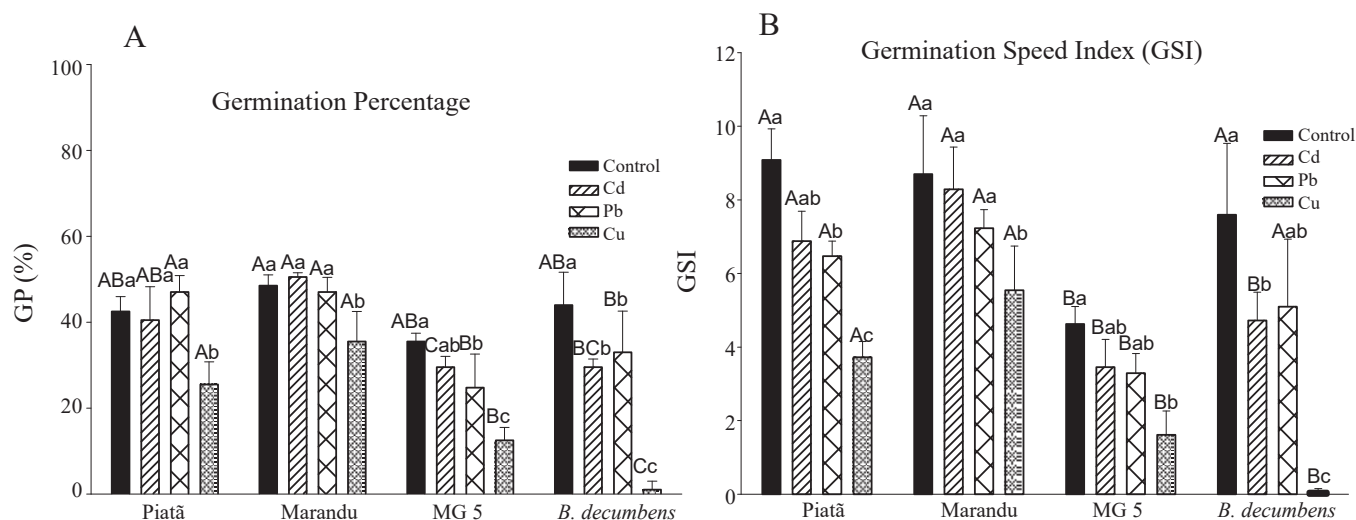 A
Germination Percentage
GP (%)
100
80
60
40
20
0
Control
Cd
Pb
Cu
ABa ABa Aa Ab
Aa Aa Aa Ab
ABa Cab Bb Bc
ABa BCb Bb Cc
Piatã Marandu MG 5 B. decumbens
B
Germination Speed Index (GSI)
GSI
12
10
8
6
4
2
0
Control
Cd
Pb
Cu
Aa Aab Ab Ac
Aa Aa Aa Ab
Ba Bab Bab Bb
Aa Bb Aab Bc
Piatã Marandu MG 5 B. decumbens